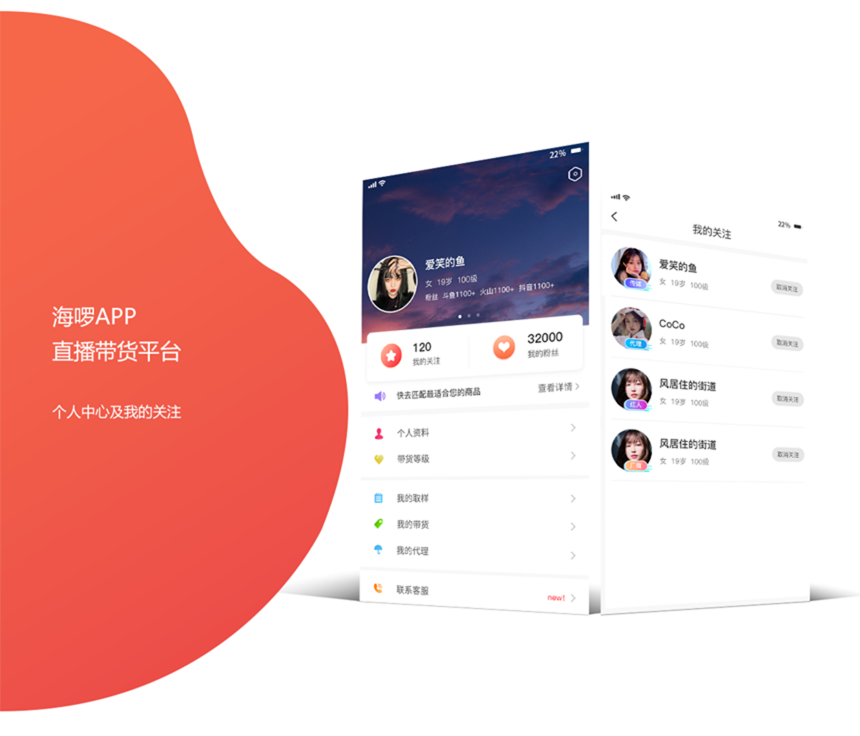 海啰APP
直播带货平台
个人中心及我的关注
22%
爱笑的鱼
女 19岁 100级
粉丝 斗鱼1100+ 火山1100+ 抖音1100+
120
我的关注
32000
我的粉丝
快去匹配最适合您的商品
查看详情
个人资料
带货等级
我的取样
我的带货
我的代理
联系客服
new!
22%
我的关注
爱笑的鱼
女 19岁 100级
传媒
取消关注
CoCo
女 19岁 100级
代理
取消关注
风居住的街道
女 19岁 100级
红人
取消关注
风居住的街道
女 19岁 100级
取消关注